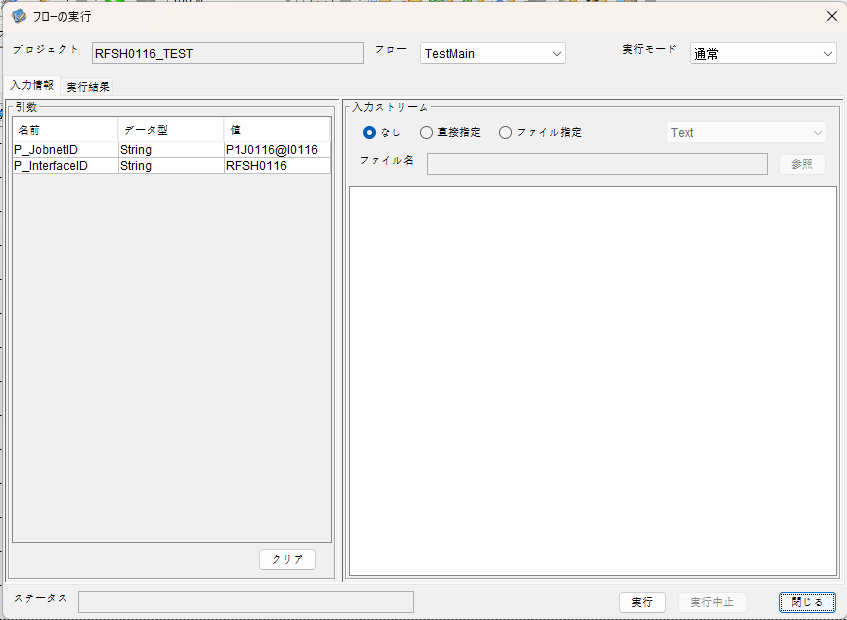 フローの実行
プロジェクト RFSH0116_TEST フロー TestMain 実行モード 通常
入力情報 実行結果
引数
名前 データ型 値
P_JobnetID String P1J0116@I0116
P_InterfaceID String RFSH0116
クリア
入力ストリーム
なし 直接指定 ファイル指定 Text
ファイル名 参照
ステータス 実行 実行中止 閉じる